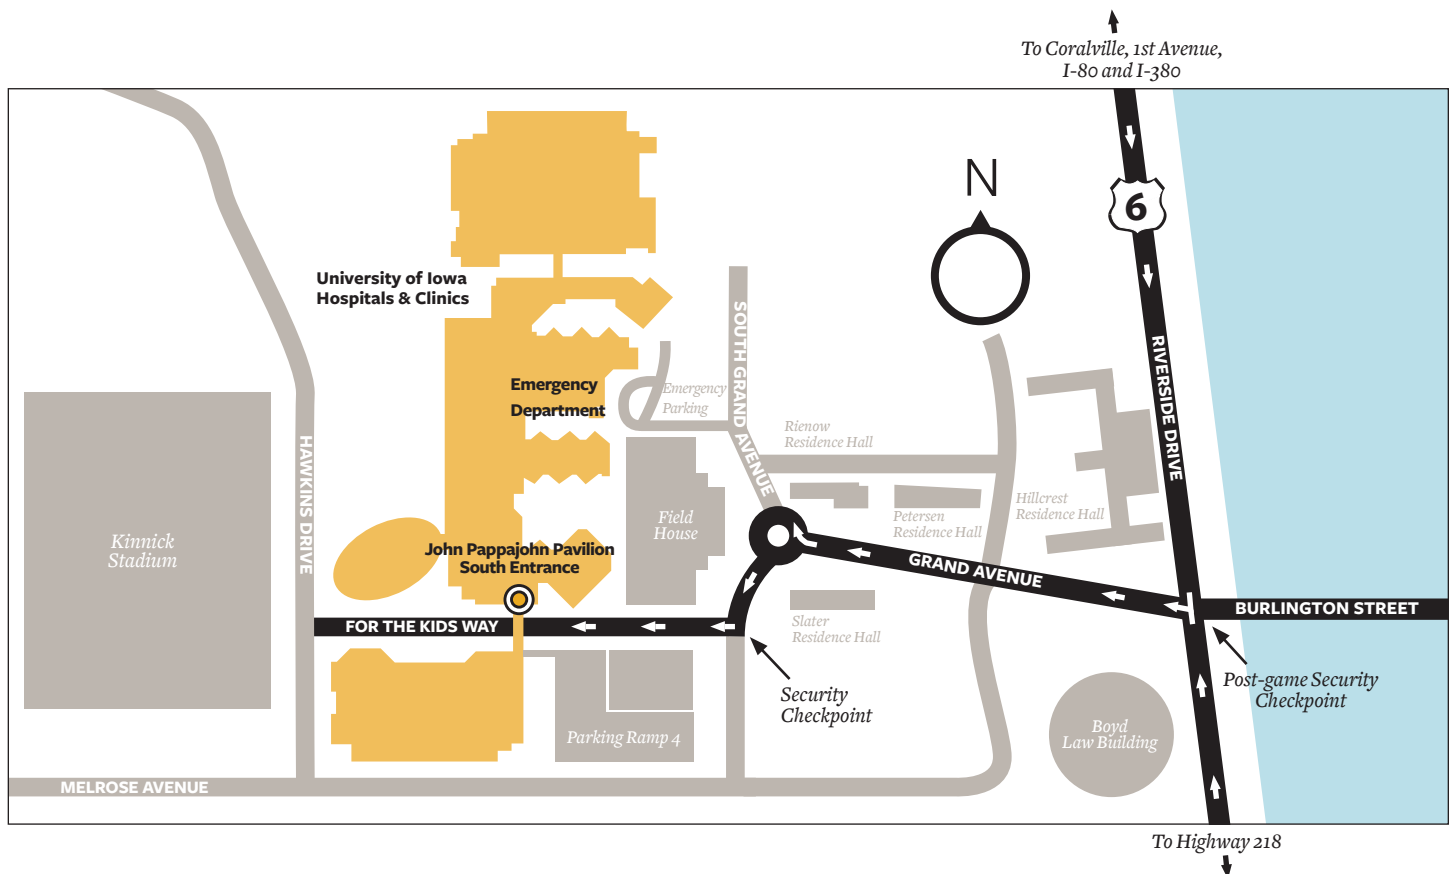 To Coralville, 1st Avenue,
I-80 and I-380
N
6
University of Iowa
Hospitals & Clinics
SOUTH GRAND AVENUE
RIVERSIDE DRIVE
Emergency
Department
Emergency
Parking
Rienow
Residence Hall
HAWKINS DRIVE
Kinnick
Stadium
Field
House
Petersen
Residence Hall
Hillcrest
Residence Hall
John Pappajohn Pavilion
South Entrance
GRAND AVENUE
BURLINGTON STREET
FOR THE KIDS WAY
Slater
Residence Hall
Security
Checkpoint
Post-game Security
Checkpoint
Parking Ramp 4
Boyd
Law Building
MELROSE AVENUE
To Highway 218